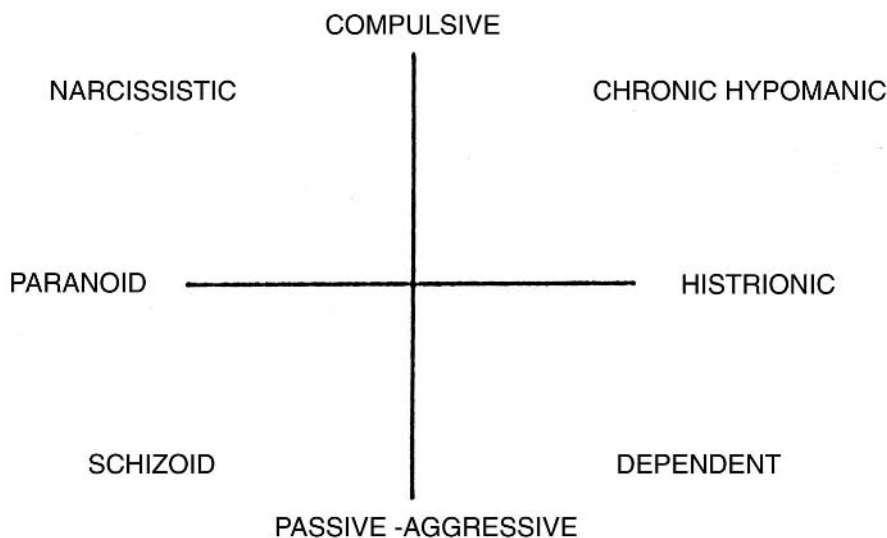 COMPULSIVE
NARCISSISTIC
CHRONIC HYPOMANIC
PARANOID
HISTRIONIC
SCHIZOID
DEPENDENT
PASSIVE -AGGRESSIVE